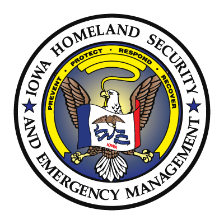 IOWA HOMELAND SECURITY
PREVENT • PROTECT • RESPOND • RECOVER
AND EMERGENCY MANAGEMENT